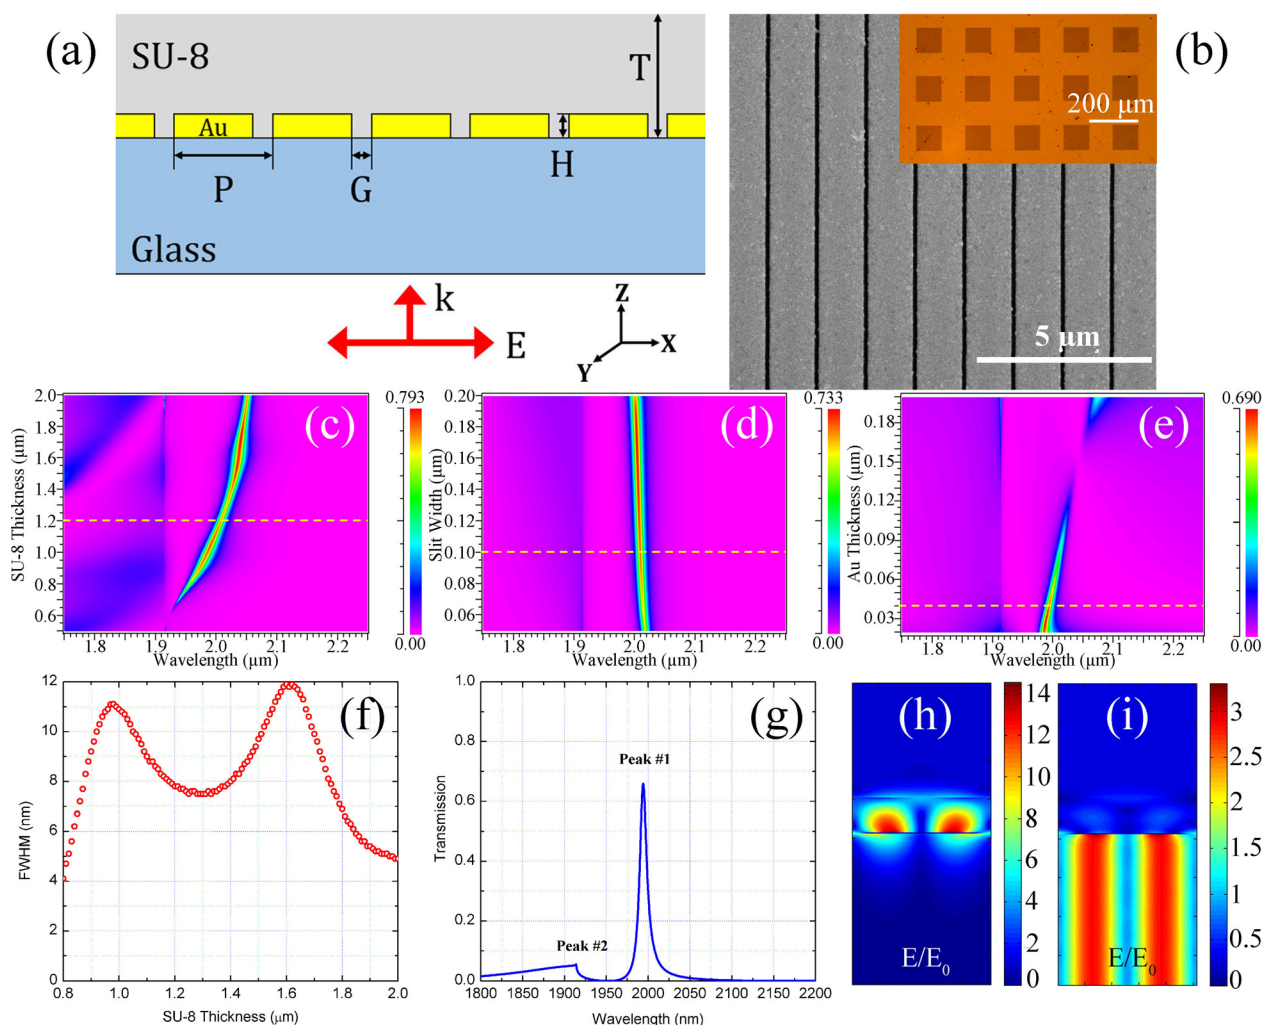 (a)
SU-8
T
Au
P
G
H
Glass
k
E
Z
X
Y
(b)
200 μm
5 μm
(c)
0.793
0.00
2.0
1.8
1.6
1.4
1.2
1.0
0.8
0.6
SU-8 Thickness (μm)
1.8 1.9 2.0 2.1 2.2
Wavelength (μm)
(d)
0.733
0.00
0.20
0.18
0.16
0.14
0.12
0.10
0.08
0.06
Slit Width (μm)
1.8 1.9 2.0 2.1 2.2
Wavelength (μm)
(e)
0.690
0.00
0.18
0.15
0.12
0.09
0.06
0.03
Au Thickness (μm)
1.8 1.9 2.0 2.1 2.2
Wavelength (μm)
(f)
12
10
8
6
4
2
0
FWHM (nm)
0.8 1.0 1.2 1.4 1.6 1.8 2.0
SU-8 Thickness (μm)
(g)
1.0
0.8
0.6
0.4
0.2
0.0
Transmission
Peak #1
Peak #2
1800 1850 1900 1950 2000 2050 2100 2150 2200
Wavelength (nm)
(h)
E/E0
14
12
10
8
6
4
2
0
(i)
E/E0
3
2.5
2
1.5
1
0.5
0